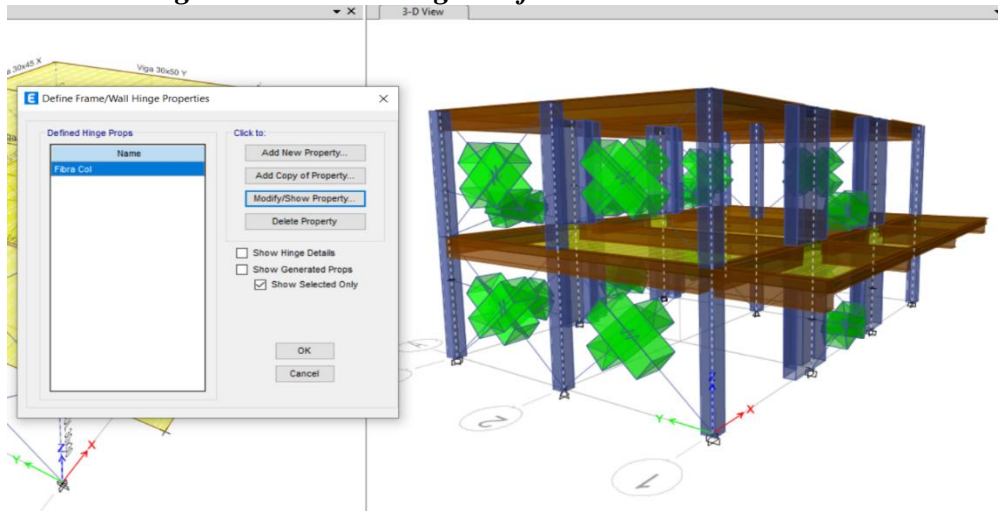 3-D View
Viga 30x50 Y
Define Frame/Wall Hinge Properties
Defined Hinge Props
Name
Fibra Col
Click to:
Add New Property...
Add Copy of Property...
Modify/Show Property...
Delete Property
Show Hinge Details
Show Generated Props
Show Selected Only
OK
Cancel
Z
X
Y
2
Y
X
1